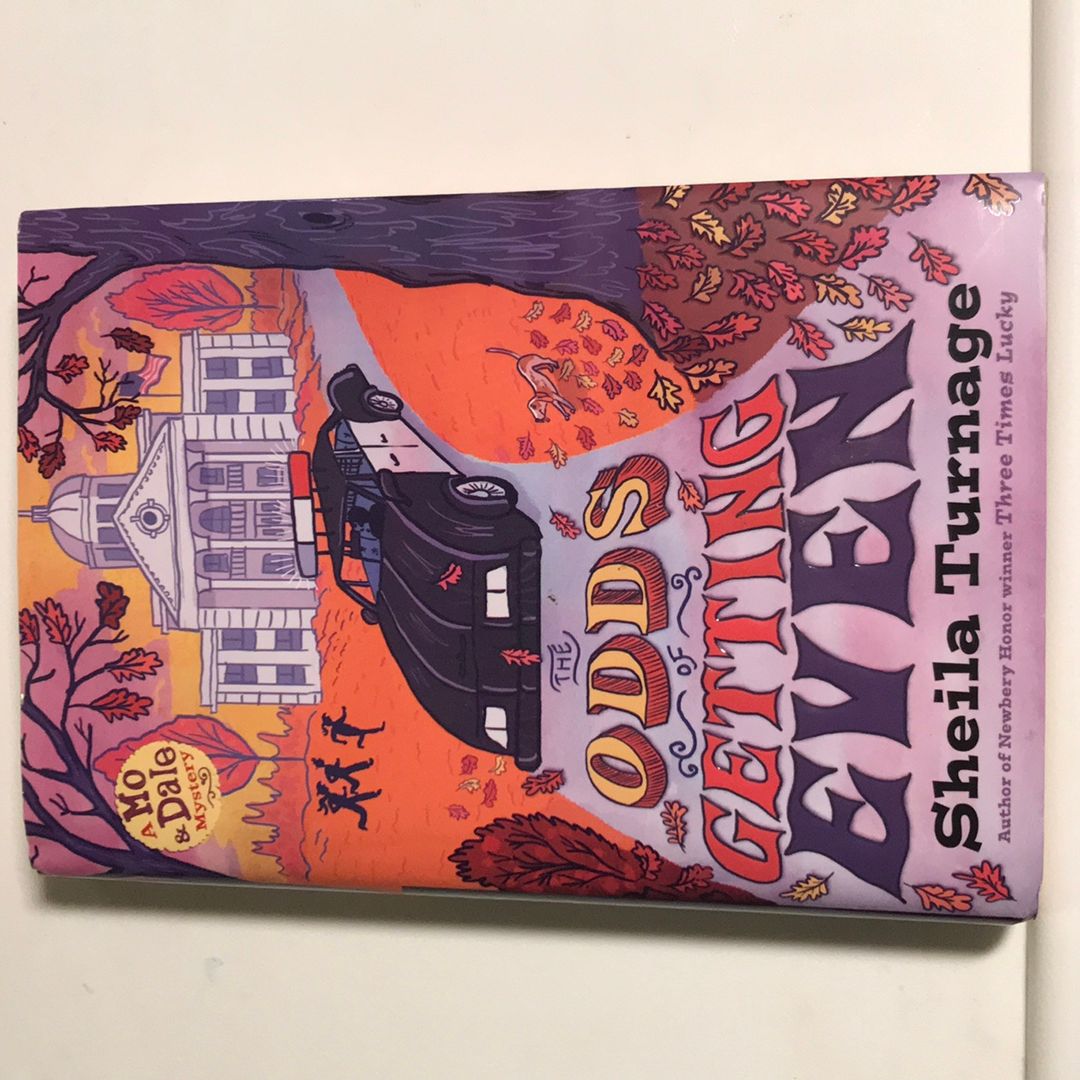 A
MO
& Dale
Mystery
THE
ODDS
OF
GETTING
EVEN
Sheila Turnage
Author of Newbery Honor winner Three Times Lucky